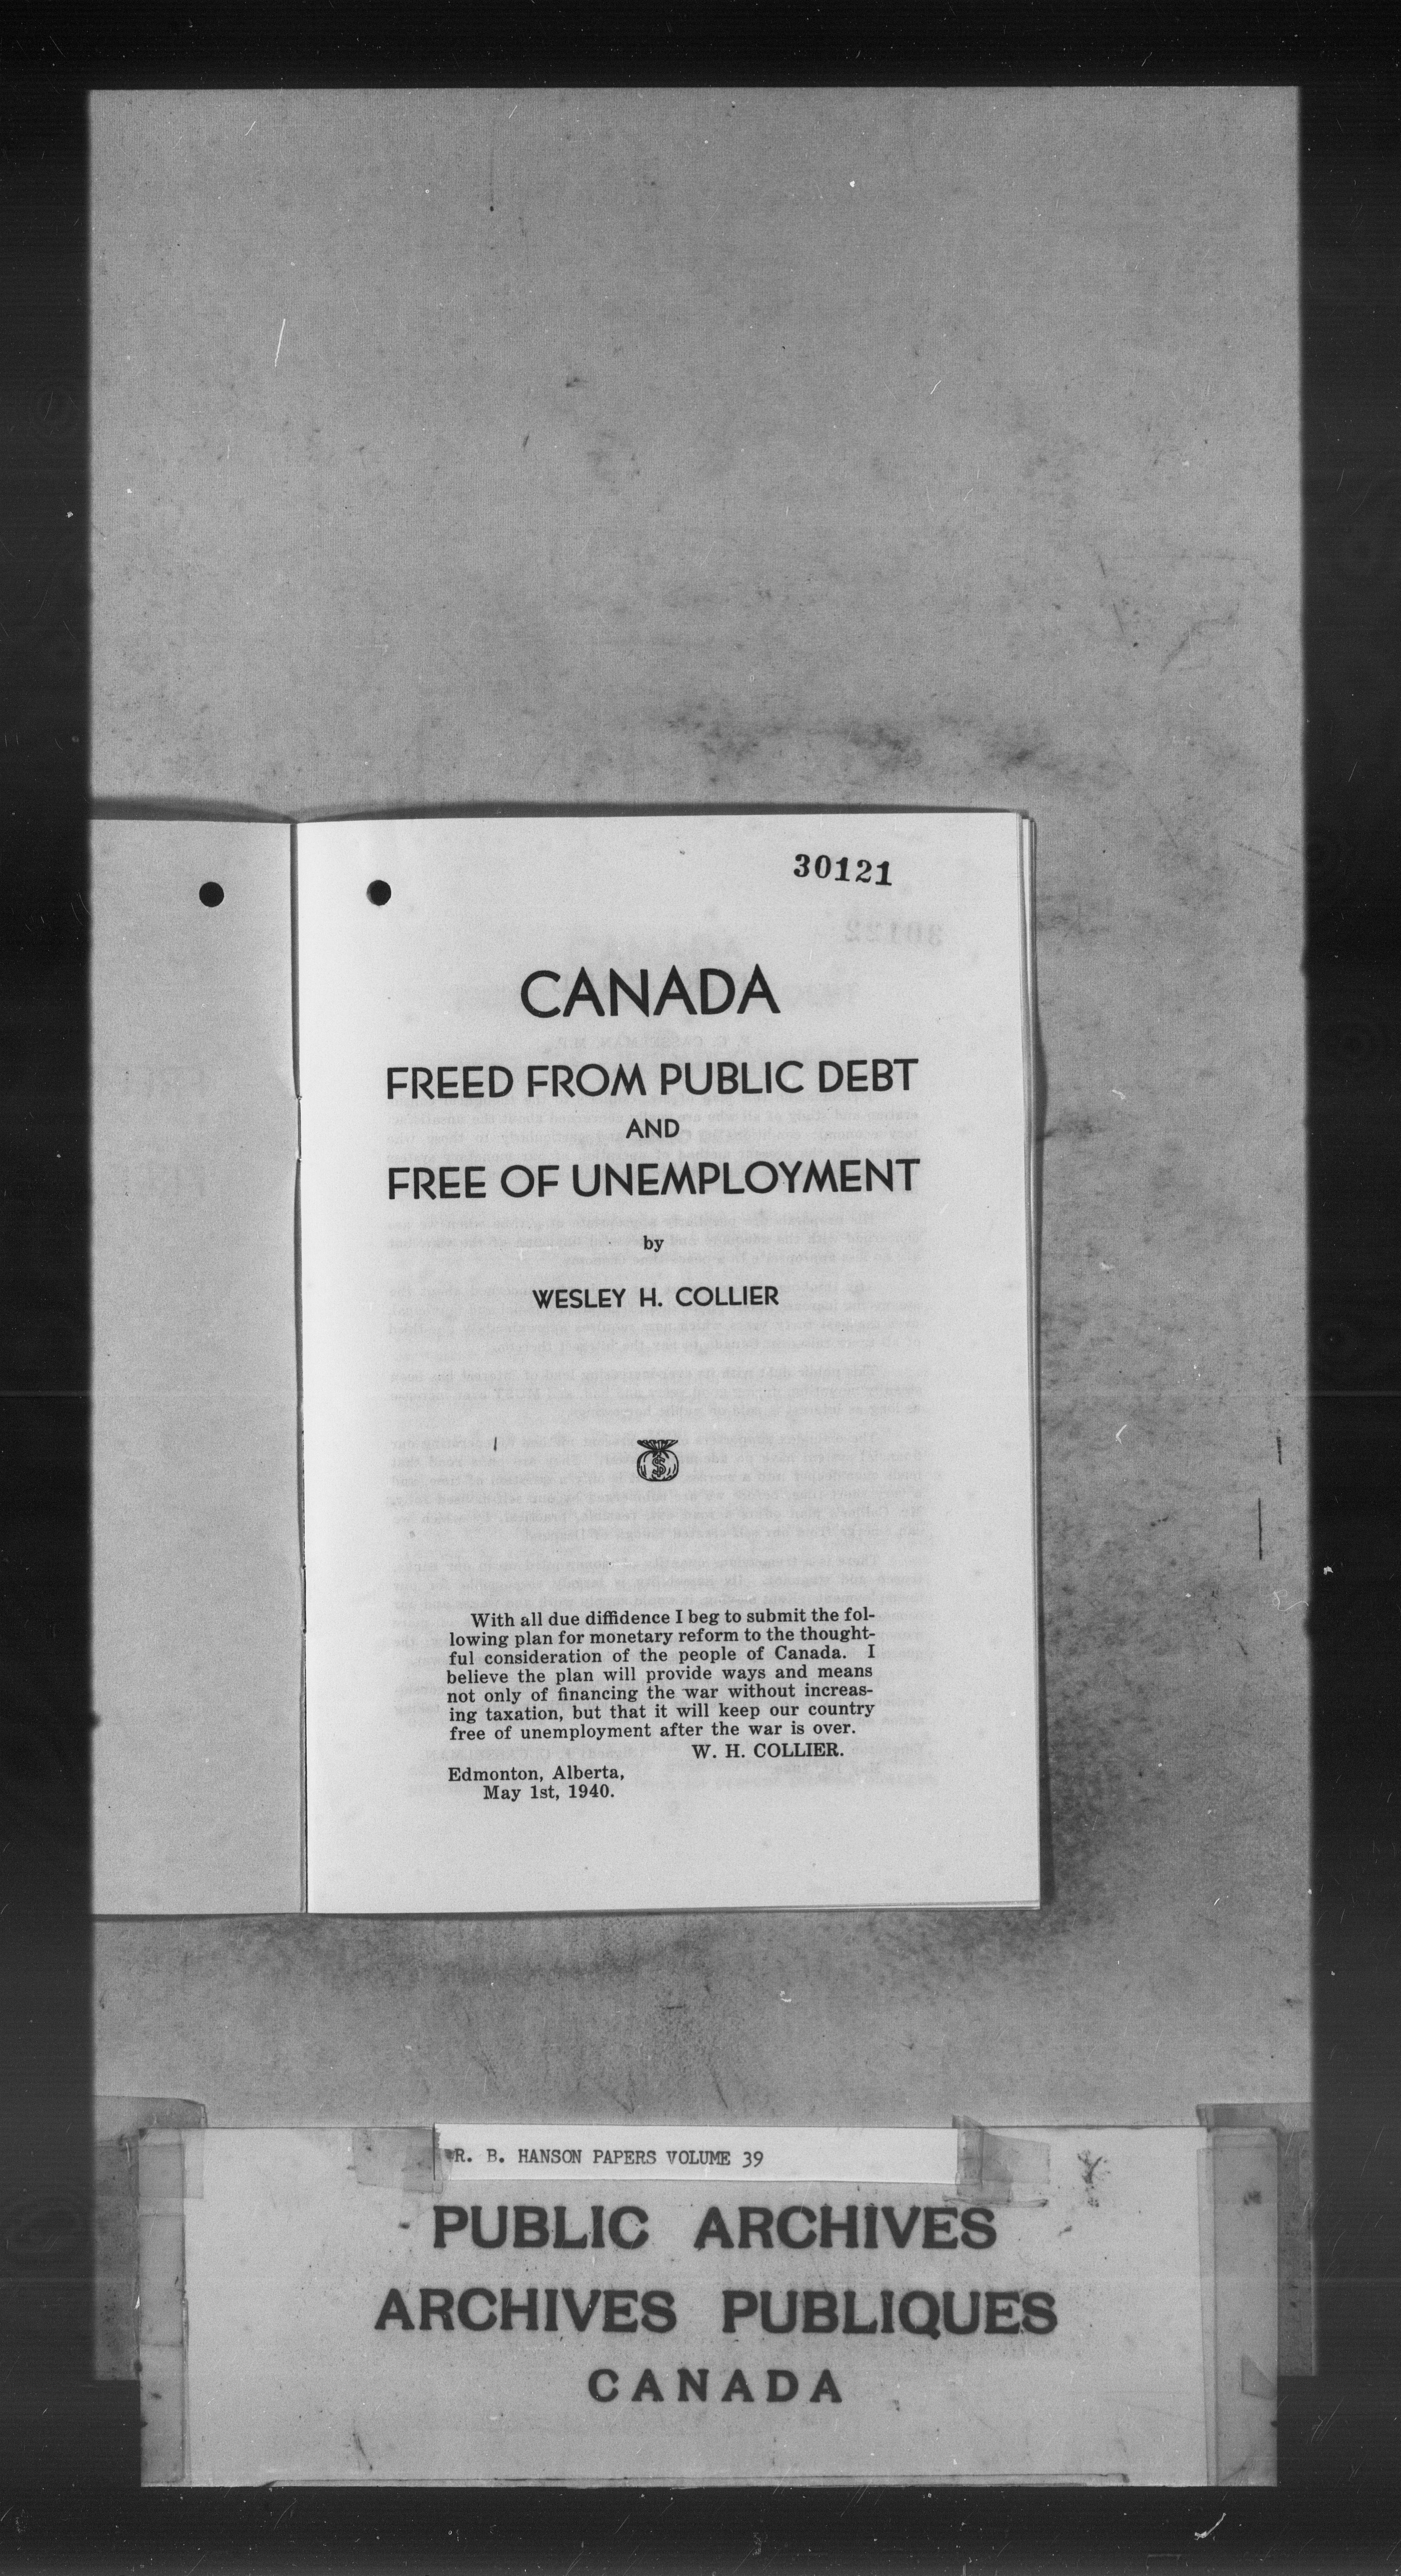 30121
CANADA
FREED FROM PUBLIC DEBT
AND
FREE OF UNEMPLOYMENT
by
WESLEY H. COLLIER
$
With all due diffidence I beg to submit the fol-
lowing plan for monetary reform to the thought-
ful consideration of the people of Canada. I
believe the plan will provide ways and means
not only of financing the war without increas-
ing taxation, but that it will keep our country
free of unemployment after the war is over.
W. H. COLLIER.
Edmonton, Alberta,
May 1st, 1940.
R. B. HANSON PAPERS VOLUME 39
PUBLIC ARCHIVES
ARCHIVES PUBLIQUES
CANADA